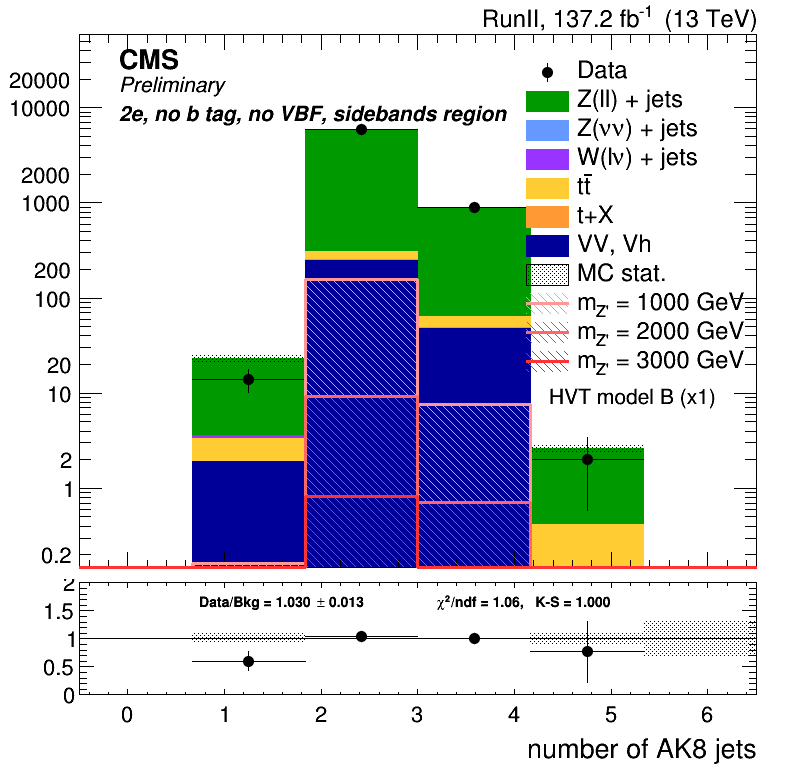 RunII, 137.2 fb⁻¹ (13 TeV)
CMS
Preliminary
2e, no b tag, no VBF, sidebands region
Data
Z(ll) + jets
Z(νν) + jets
W(lν) + jets
tt̄
t+X
VV, Vh
MC stat.
m_Z' = 1000 GeV
m_Z' = 2000 GeV
m_Z' = 3000 GeV
HVT model B (x1)
20000
10000
2000
1000
200
100
20
10
2
1
0.2
Data/Bkg = 1.030 ± 0.013
χ²/ndf = 1.06, K-S = 1.000
2
1.5
1
0.5
0
0 1 2 3 4 5 6
number of AK8 jets